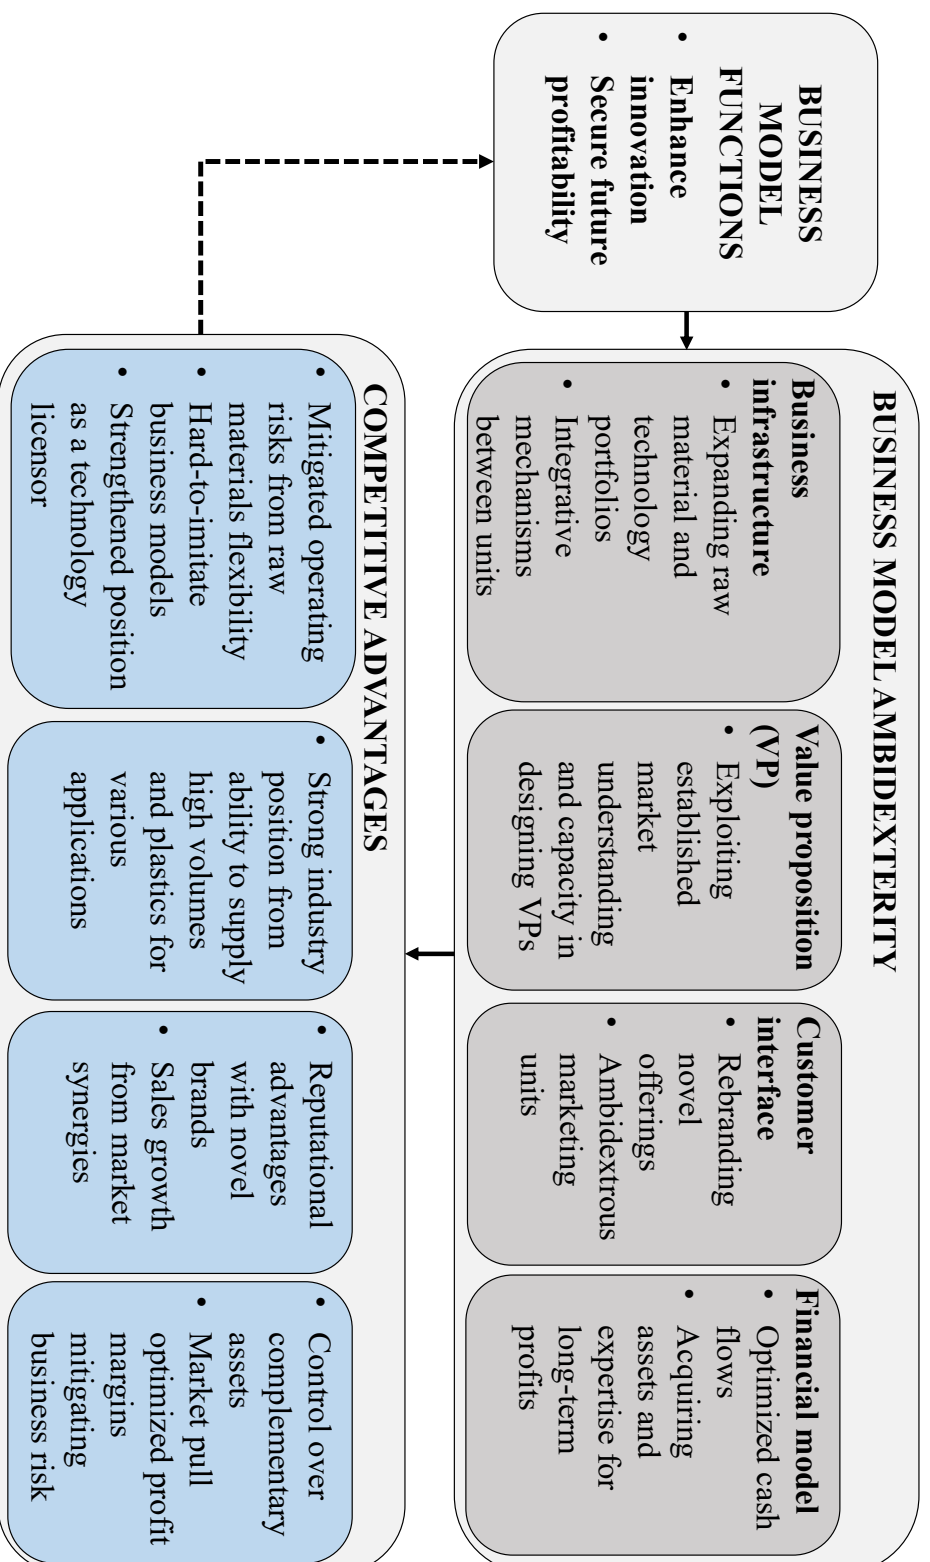 BUSINESS
MODEL
FUNCTIONS
• Enhance
innovation
• Secure future
profitability
BUSINESS MODEL AMBIDEXTERITY
Business
infrastructure
• Expanding raw
material and
technology
portfolios
• Integrative
mechanisms
between units
Value proposition
(VP)
• Exploiting
established
market
understanding
and capacity in
designing VPs
Customer
interface
• Rebranding
novel
offerings
• Ambidextrous
marketing
units
Financial model
• Optimized cash
flows
• Acquiring
assets and
expertise for
long-term
profits
COMPETITIVE ADVANTAGES
• Mitigated operating
risks from raw
materials flexibility
• Hard-to-imitate
business models
• Strengthened position
as a technology
licensor
• Strong industry
position from
ability to supply
high volumes
and plastics for
various
applications
• Reputational
advantages
with novel
brands
• Sales growth
from market
synergies
• Control over
complementary
assets
• Market pull
optimized profit
margins
mitigating
business risk